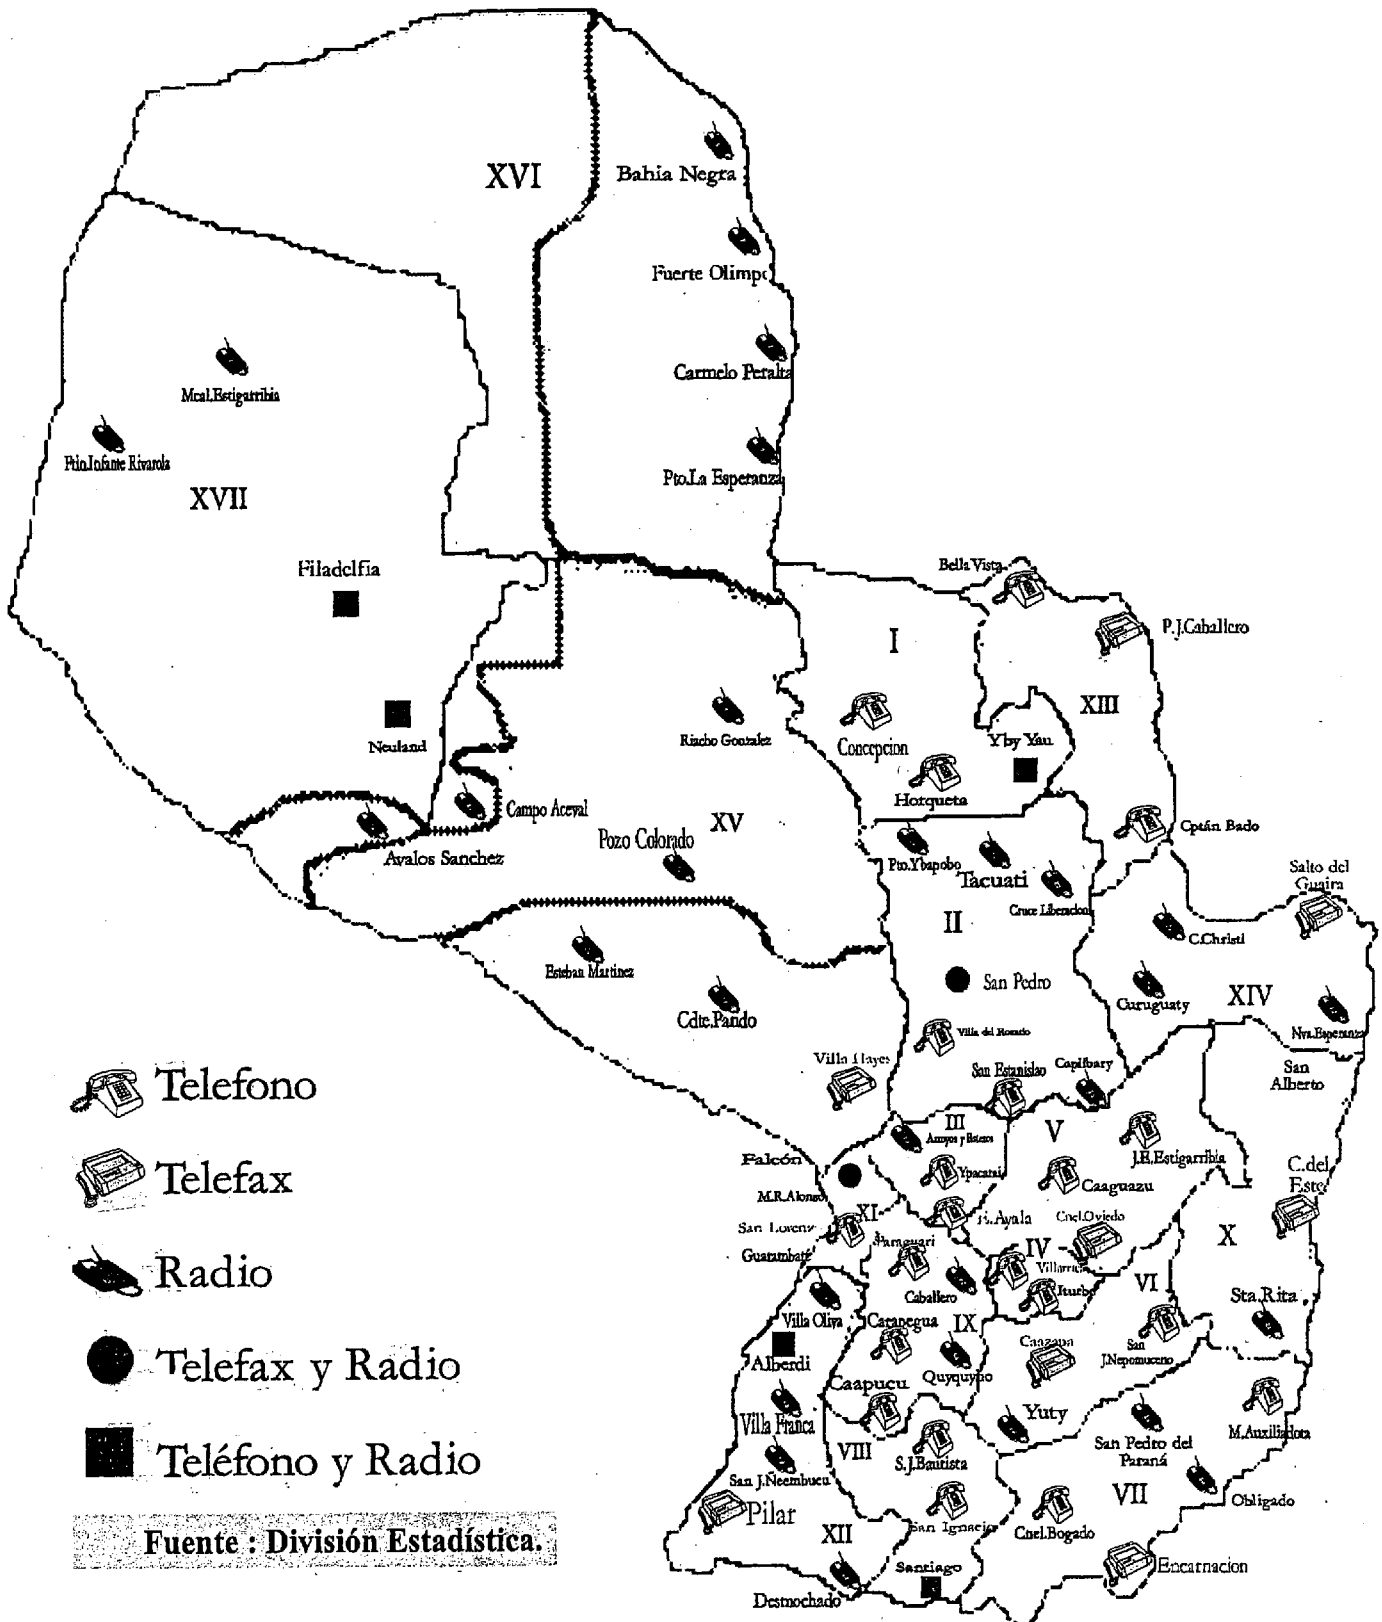 XVI
Bahia Negra
Fuerte Olimpo
Carmelo Peralta
Mcal.Estigarribia
Ptin.Infante Rivarola
XVII
Pto.La Esperanza
Filadelfia
Bella Vista
P.J.Caballero
I
XIII
Neuland
Riacho Gonzalez
Concepcion
Yby Yau
Horqueta
Campo Aceval
XV
Pozo Colorado
Avalos Sanchez
Cptán Bado
Pto.Ybapobo
Tacuati
Cruce Liberacion
Salto del
Guaira
II
C.Christi
Esteban Martinez
San Pedro
Curuguaty
XIV
Cdte.Pando
Villa del Rosario
Nva.Esperanza
Villa Hayes
San Estanislao
Capiibary
San
Alberto
III
Arroyos y Esteros
V
J.E.Estigarribia
Falcón
Ypacarai
Caaguazu
C.del
Este
M.R.Alonso
XI
E.Ayala
Cnel.Oviedo
San Lorenzo
Paraguari
IV
X
Guarambaré
Villarrica
Caballero
Iturbe
VI
Sta.Rita
Villa Oliva
Carapegua
IX
Caazapa
San
J.Nepomuceno
Alberdi
Quyquyho
Caapucu
Villa Franca
Yuty
San Pedro del
Paraná
M.Auxiliadora
VIII
S.J.Bautista
San J.Ñeembucu
VII
Obligado
Pilar
San Ignacio
Cnel.Bogado
XII
Santiago
Encarnacion
Desmochado
Telefono
Telefax
Radio
Telefax y Radio
Teléfono y Radio
Fuente : División Estadística.